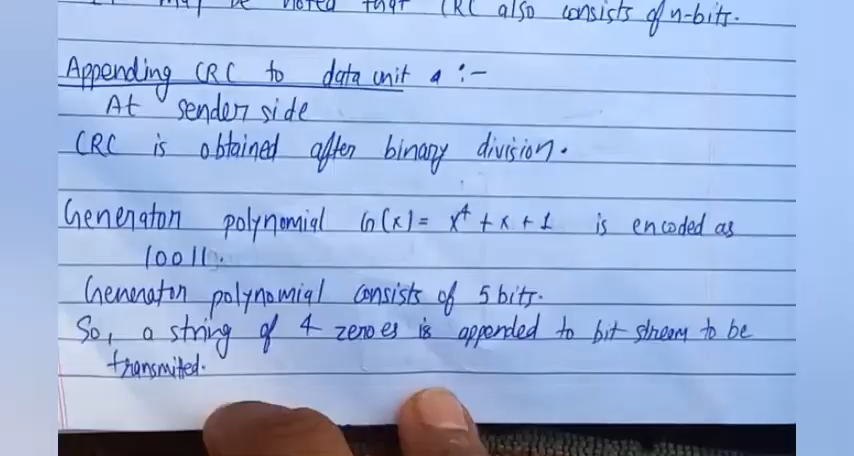 may be noted that CRC also consists of n-bits.
Appending CRC to data unit :-
At sender side
CRC is obtained after binary division.
Generator polynomial G(x) = x⁴ + x + 1 is encoded as
10011.
Generator polynomial consists of 5 bits.
So, a string of 4 zeroes is appended to bit stream to be
transmitted.